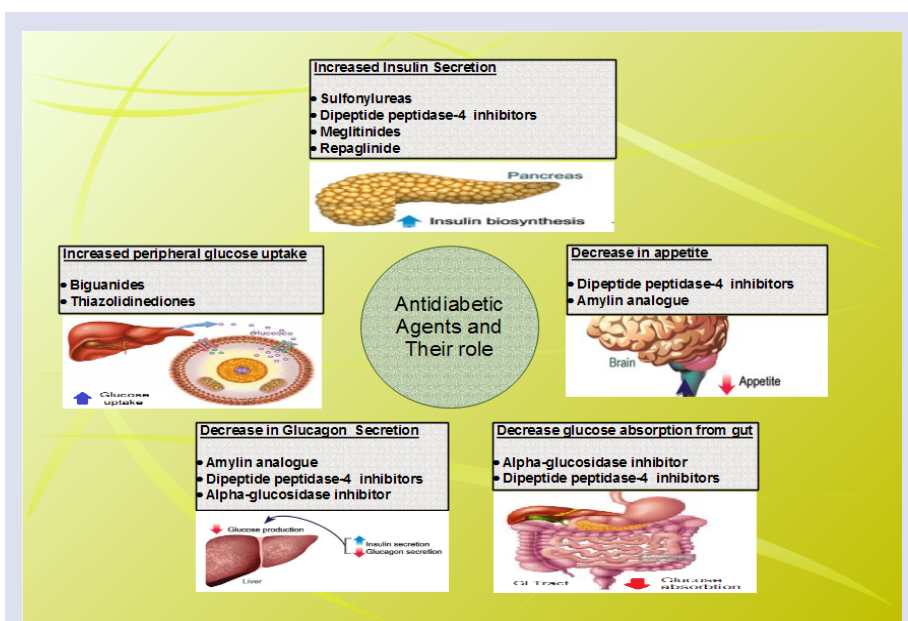 Increased Insulin Secretion
• Sulfonylureas
• Dipeptide peptidase-4 inhibitors
• Meglitinides
• Repaglinide
Pancreas
Insulin biosynthesis
Increased peripheral glucose uptake
• Biguanides
• Thiazolidinediones
Glucose
uptake
Antidiabetic
Agents and
Their role
Decrease in appetite
• Dipeptide peptidase-4 inhibitors
• Amylin analogue
Brain
Appetite
Decrease in Glucagon Secretion
• Amylin analogue
• Dipeptide peptidase-4 inhibitors
• Alpha-glucosidase inhibitor
Glucose production
Insulin secretion
Glucagon secretion
Liver
Decrease glucose absorption from gut
• Alpha-glucosidase inhibitor
• Dipeptide peptidase-4 inhibitors
GI Tract
Glucose
absorption